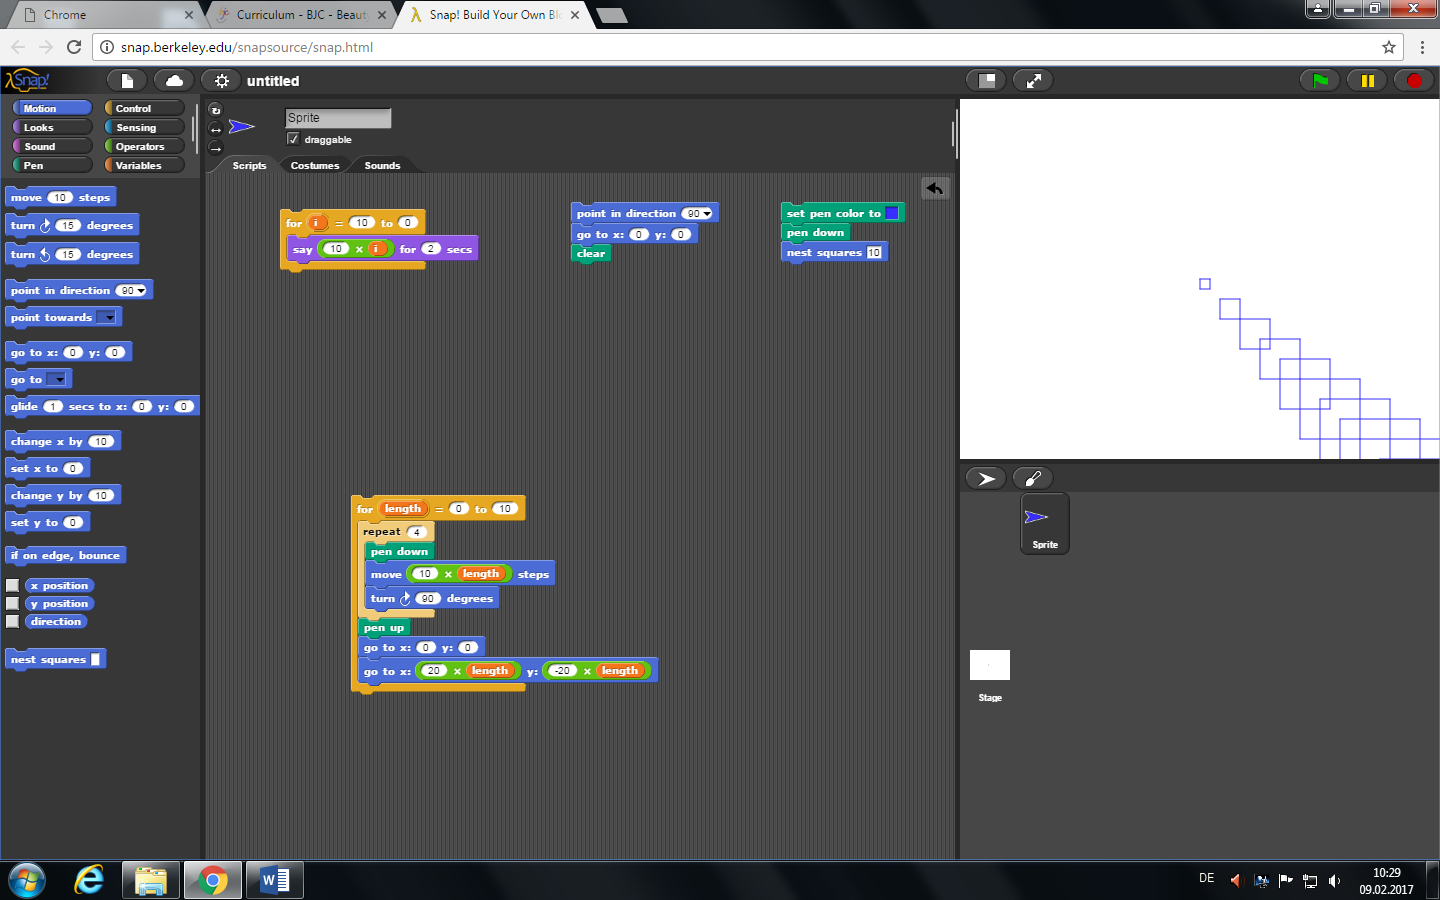 Chrome
Curriculum - BJC - Beaut
Snap! Build Your Own Bl
snap.berkeley.edu/snapsource/snap.html
Snap!
untitled
Motion
Control
Looks
Sensing
Sound
Operators
Pen
Variables
Sprite
draggable
Scripts
Costumes
Sounds
move 10 steps
turn 15 degrees
turn 15 degrees
point in direction 90
point towards
go to x: 0 y: 0
go to
glide 1 secs to x: 0 y: 0
change x by 10
set x to 0
change y by 10
set y to 0
if on edge, bounce
x position
y position
direction
nest squares
for i = 10 to 0
say 10 × i for 2 secs
point in direction 90
go to x: 0 y: 0
clear
set pen color to
pen down
nest squares 10
for length = 0 to 10
repeat 4
pen down
move 10 × length steps
turn 90 degrees
pen up
go to x: 0 y: 0
go to x: 20 × length y: -20 × length
Sprite
Stage
DE
10:29
09.02.2017